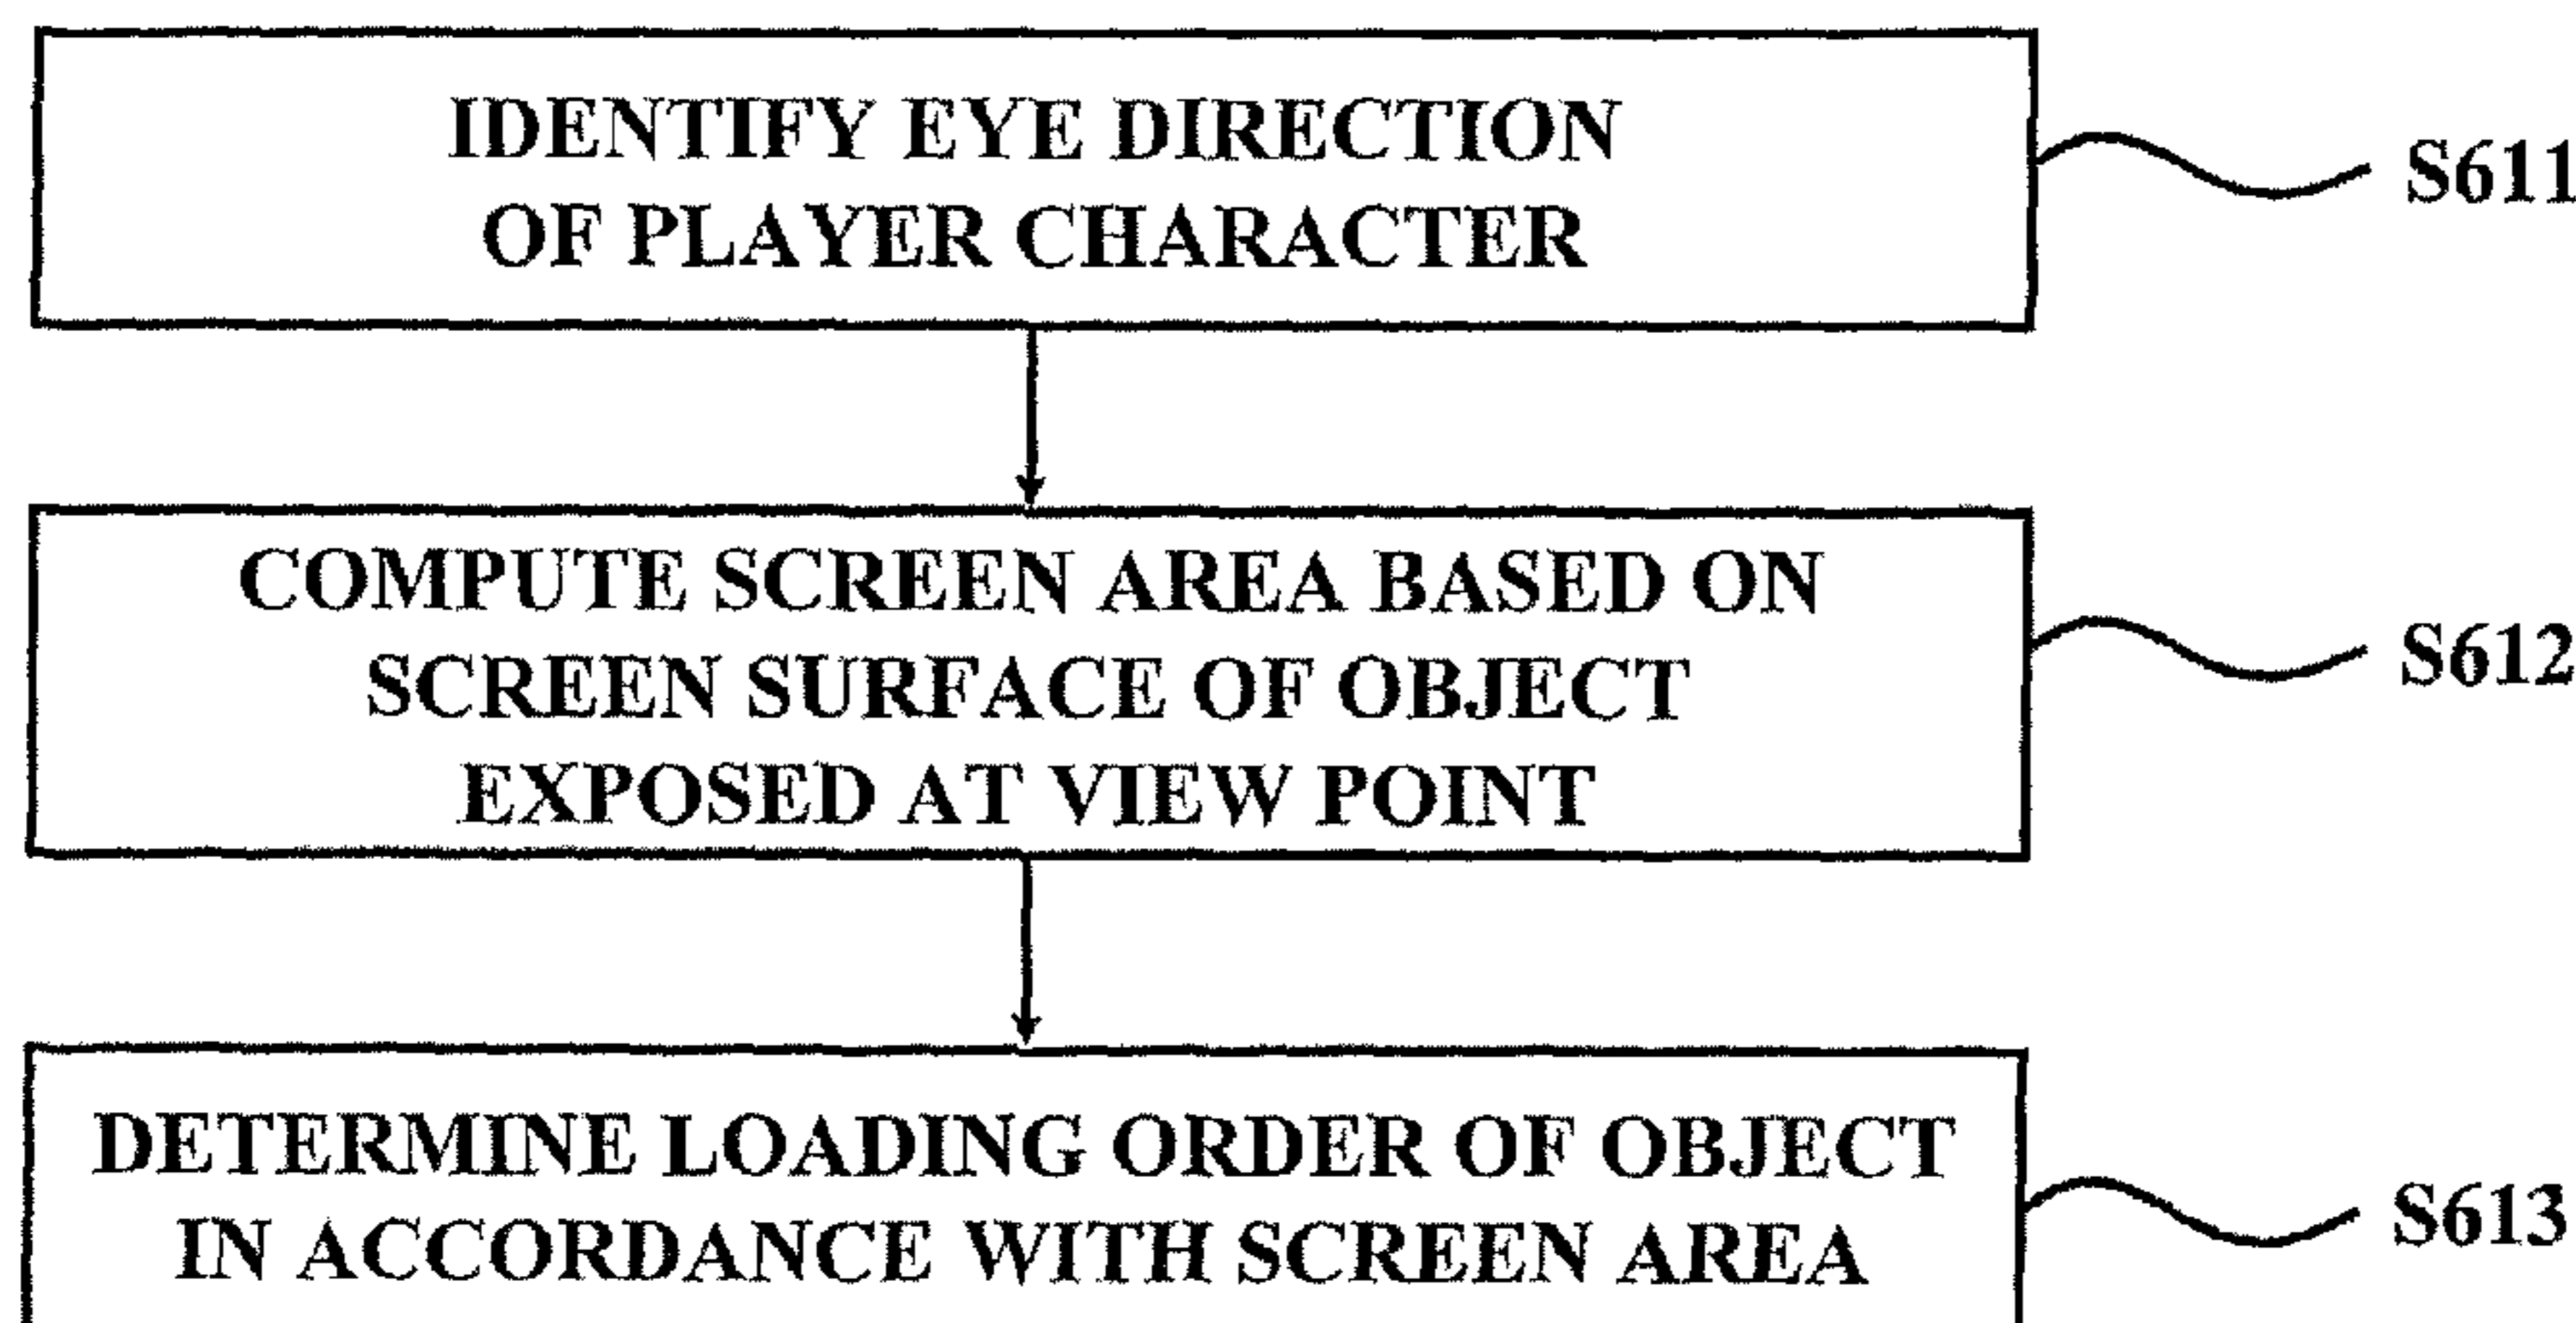 IDENTIFY EYE DIRECTION
OF PLAYER CHARACTER
S611
COMPUTE SCREEN AREA BASED ON
SCREEN SURFACE OF OBJECT
EXPOSED AT VIEW POINT
S612
DETERMINE LOADING ORDER OF OBJECT
IN ACCORDANCE WITH SCREEN AREA
S613